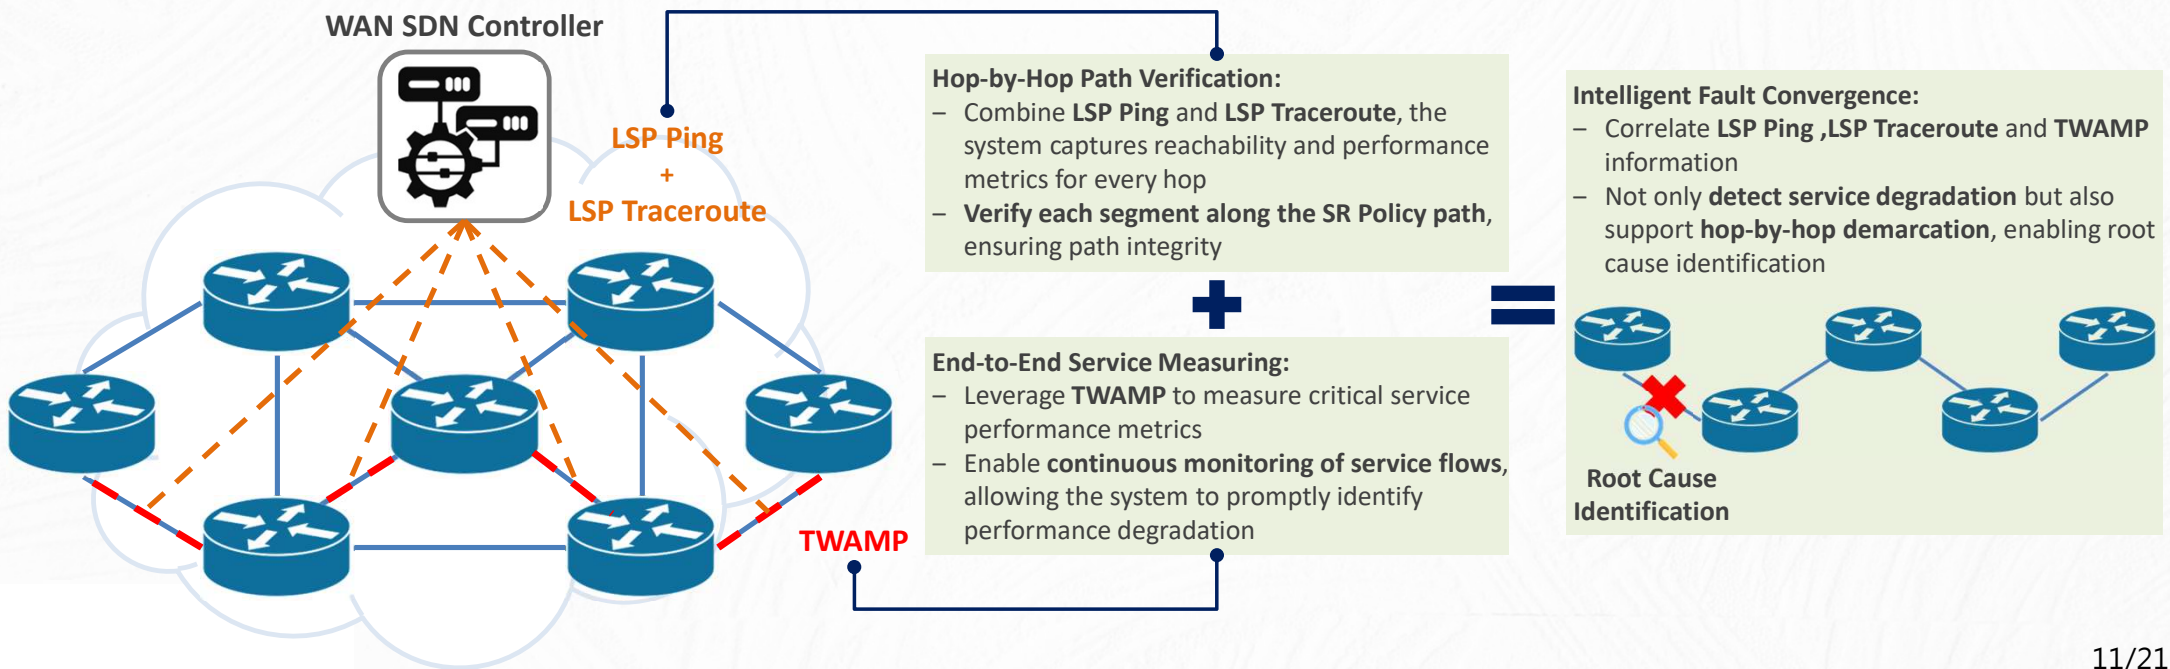 WAN SDN Controller
LSP Ping
+
LSP Traceroute
TWAMP
Hop-by-Hop Path Verification:
– Combine LSP Ping and LSP Traceroute, the
system captures reachability and performance
metrics for every hop
– Verify each segment along the SR Policy path,
ensuring path integrity
End-to-End Service Measuring:
– Leverage TWAMP to measure critical service
performance metrics
– Enable continuous monitoring of service flows,
allowing the system to promptly identify
performance degradation
Intelligent Fault Convergence:
– Correlate LSP Ping ,LSP Traceroute and TWAMP
information
– Not only detect service degradation but also
support hop-by-hop demarcation, enabling root
cause identification
Root Cause
Identification
11/21